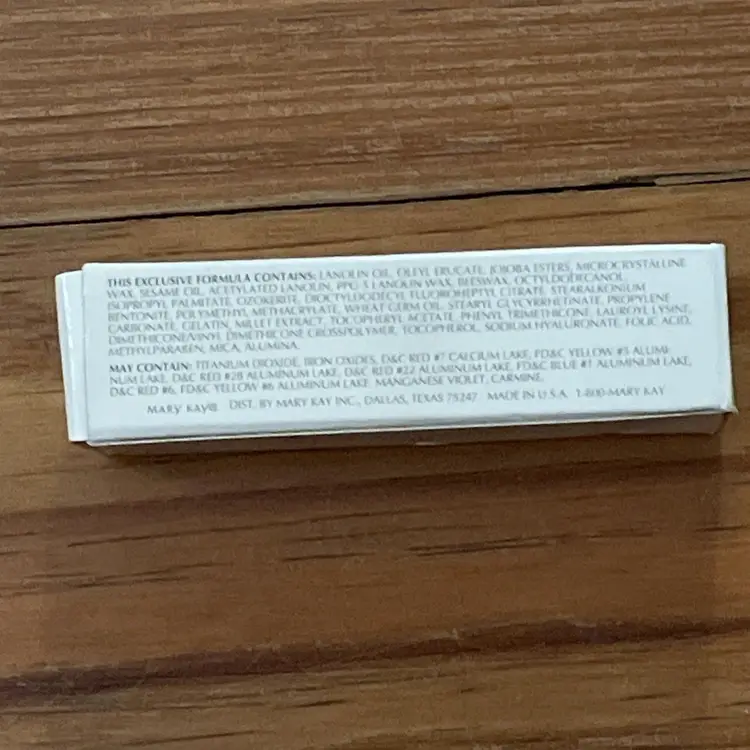 THIS EXCLUSIVE FORMULA CONTAINS: LANOLIN OIL, OLEYL ERUCATE, JOJOBA ESTERS, MICROCRYSTALLINE
WAX, SESAME OIL, ACETYLATED LANOLIN, PPG-5 LANOLIN WAX, BEESWAX, OCTYLDODECANOL,
ISOPROPYL PALMITATE, OZOKERITE, DIOCTYLDODECYL FLUOROHEPTYL CITRATE, STEARALKONIUM
BENTONITE, POLYMETHYL METHACRYLATE, WHEAT GERM OIL, STEARYL GLYCYRRHETINATE, PROPYLENE
CARBONATE, GELATIN, MILLET EXTRACT, TOCOPHERYL ACETATE, PHENYL TRIMETHICONE, LAUROYL LYSINE,
DIMETHICONE/VINYL DIMETHICONE CROSSPOLYMER, TOCOPHEROL, SODIUM HYALURONATE, FOLIC ACID,
METHYLPARABEN, MICA, ALUMINA.
MAY CONTAIN: TITANIUM DIOXIDE, IRON OXIDES, D&C RED #7 CALCIUM LAKE, FD&C YELLOW #5 ALUMI-
NUM LAKE, D&C RED #28 ALUMINUM LAKE, D&C RED #22 ALUMINUM LAKE, FD&C BLUE #1 ALUMINUM LAKE,
D&C RED #6, FD&C YELLOW #6 ALUMINUM LAKE, MANGANESE VIOLET, CARMINE.
MARY KAY® DIST. BY MARY KAY INC., DALLAS, TEXAS 75247 MADE IN U.S.A. 1-800-MARY KAY